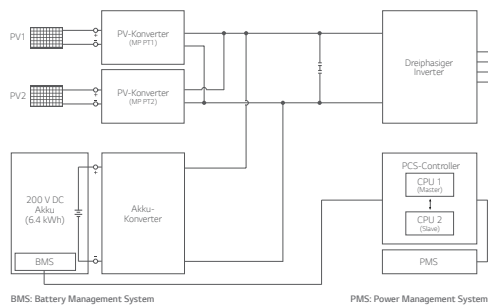 PV1
+
-
PV-Konverter
(MP PT1)
PV2
+
-
PV-Konverter
(MP PT2)
Dreiphasiger
Inverter
200 V DC
Akku
(6.4 kWh)
BMS
+
-
Akku-
Konverter
PCS-Controller
CPU 1
(Master)
CPU 2
(Slave)
PMS
BMS: Battery Management System
PMS: Power Management System